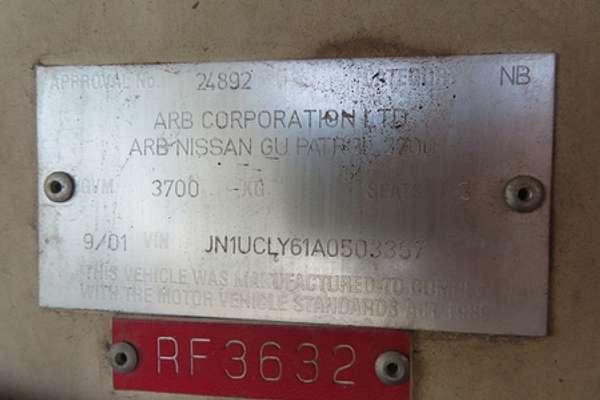 APPROVAL No. 24892 CATEGORY NB
ARB CORPORATION LTD
ARB NISSAN GU PATROL 3700
GVM 3700 KG SEATS 3
9/01 VIN JN1UCLY61A0503357
THIS VEHICLE WAS MANUFACTURED TO COMPLY
WITH THE MOTOR VEHICLE STANDARDS ACT 1989
RF3632